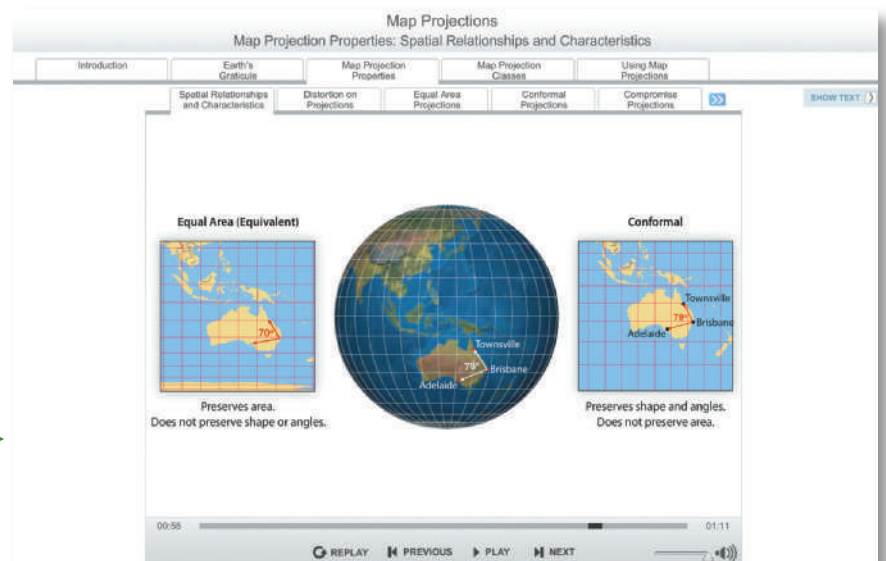 Map Projections
Map Projection Properties: Spatial Relationships and Characteristics
Introduction
Earth's
Graticule
Map Projection
Properties
Map Projection
Classes
Using Map
Projections
Spatial Relationships
and Characteristics
Distortion on
Projections
Equal Area
Projections
Conformal
Projections
Compromise
Projections
SHOW TEXT
Equal Area (Equivalent)
70°
Preserves area.
Does not preserve shape or angles.
Townsville
79°
Brisbane
Adelaide
Conformal
Townsville
79°
Brisbane
Adelaide
Preserves shape and angles.
Does not preserve area.
00:56
01:11
REPLAY
PREVIOUS
PLAY
NEXT